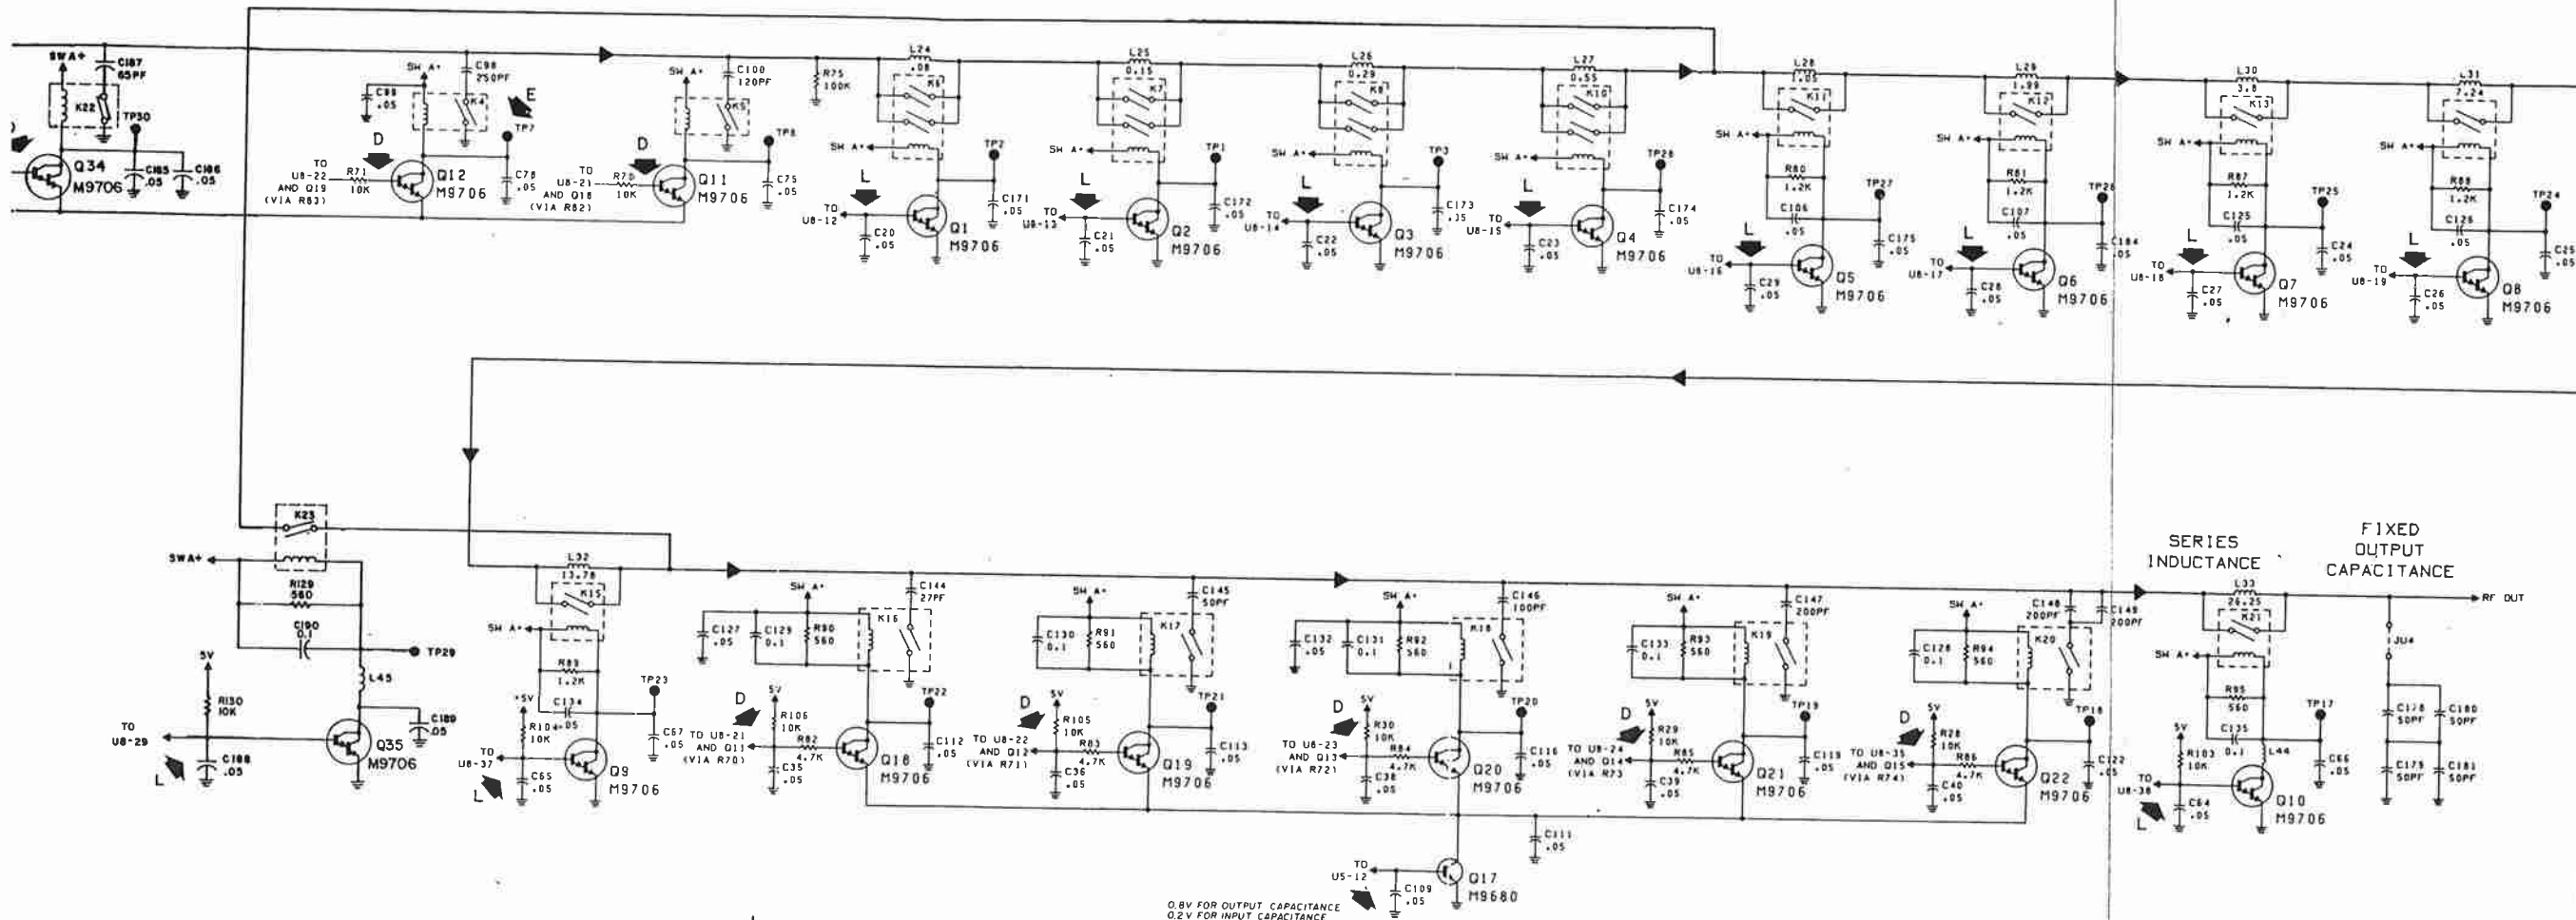 SWA+
C187
65PF
K22
TP30
Q34
M9706
C185
.05
C186
.05
C98
250PF
SW A+
C99
.05
K4
E
TP7
D
TO
U8-22
AND Q19
(VIA R83)
R71
10K
Q12
M9706
C78
.05
SW A+
C100
120PF
K5
TP8
D
TO
U8-21
AND Q18
(VIA R82)
R70
10K
Q11
M9706
C75
.05
R75
100K
L24
.08
K6
SW A+
TP2
L
TO
U8-12
C20
.05
Q1
M9706
C171
.05
L25
0.15
K7
SW A+
TP1
L
TO
U8-13
C21
.05
Q2
M9706
C172
.05
L26
0.29
K8
SW A+
TP3
L
TO
U8-14
C22
.05
Q3
M9706
C173
L27
0.55
K10
SW A+
TP28
L
TO
U8-15
C23
.05
Q4
M9706
C174
.05
L28
1.05
K11
SW A+
R80
1.2K
C106
.05
TP27
L
TO
U8-16
C29
.05
Q5
M9706
C175
.05
L29
1.99
K12
SW A+
R81
1.2K
C107
.05
TP26
L
TO
U8-17
C28
.05
Q6
M9706
C184
.05
L30
3.8
K13
SW A+
R87
1.2K
C125
.05
TP25
L
TO
U8-18
C27
.05
Q7
M9706
C24
.05
L31
7.24
SW A+
R88
1.2K
C126
.05
TP24
L
TO
U8-19
C26
.05
Q8
M9706
C25
.05
K23
SWA+
R129
560
C190
0.1
TP29
5V
L45
R130
10K
TO
U8-29
L
C188
.05
Q35
M9706
C189
.05
L32
13.78
K15
SW A+
R89
1.2K
+5V
C134
.05
TP23
R104
10K
TO
U8-37
L
C65
.05
Q9
M9706
C67
.05
SW A+
C144
27PF
K16
C127
.05
C129
0.1
R90
560
D
5V
R106
10K
TP22
TO U8-21
AND Q11
(VIA R70)
R82
4.7K
C35
.05
Q18
M9706
C112
.05
SW A+
C145
50PF
K17
C130
0.1
R91
560
D
5V
R105
10K
TP21
TO U8-22
AND Q12
(VIA R71)
R83
4.7K
C36
.05
Q19
M9706
C113
.05
SW A+
C146
100PF
K18
C132
.05
C131
0.1
R92
560
D
5V
R30
10K
TP20
TO U8-23
AND Q13
(VIA R72)
R84
4.7K
C38
.05
Q20
M9706
C116
.05
SW A+
C147
200PF
K19
C133
0.1
R93
560
D
5V
R29
10K
TP19
TO U8-24
AND Q14
(VIA R73
R85
4.7K
C39
.05
Q21
M9706
C119
.05
SW A+
C148
200PF
C149
200PF
K20
C128
0.1
R94
560
D
5V
R28
10K
TP18
TO U8-35
AND Q15
(VIA R74)
R86
4.7K
C40
.05
Q22
M9706
C122
.05
C111
.05
TO
U5-12
C109
.05
Q17
M9680
0.8V FOR OUTPUT CAPACITANCE
0.2V FOR INPUT CAPACITANCE
SERIES
INDUCTANCE
L33
26.25
K21
SW A+
R95
560
C135
0.1
L44
TP17
5V
R103
10K
TO
U8-38
L
C64
.05
Q10
M9706
C66
.05
FIXED
OUTPUT
CAPACITANCE
RF OUT
JU4
C178
50PF
C180
50PF
C179
50PF
C181
50PF